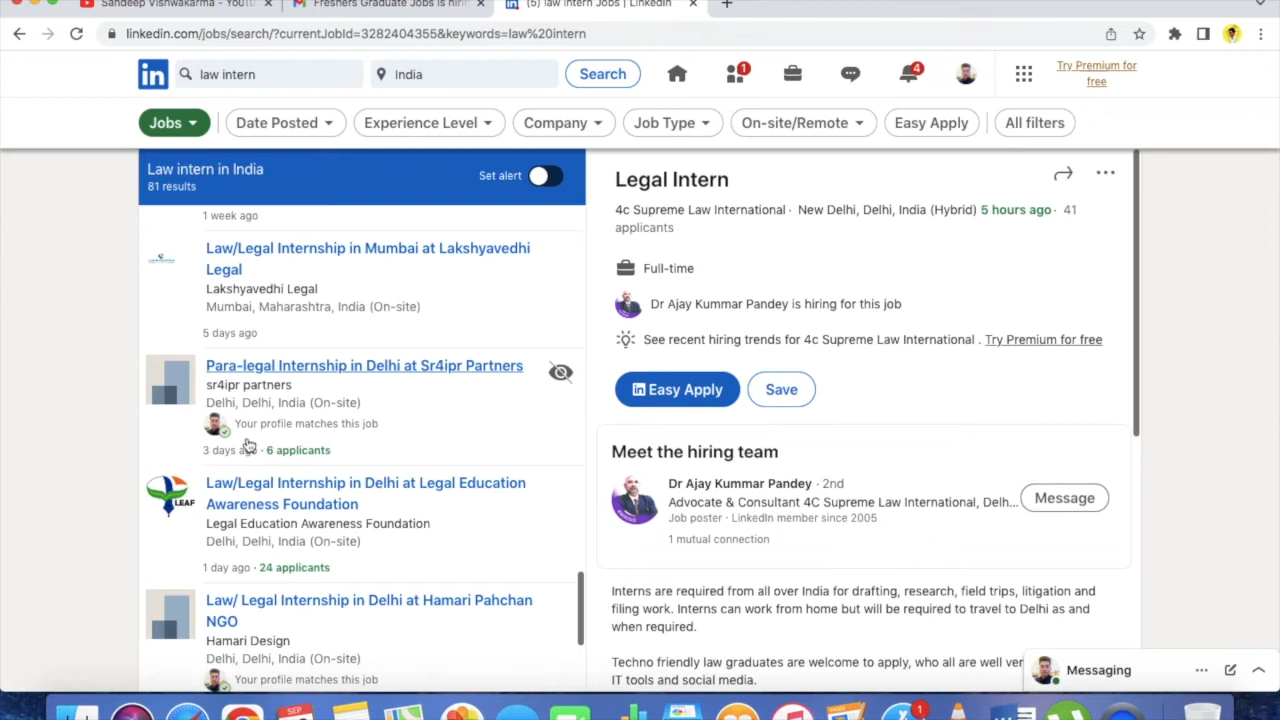 Sandeep Vishwakarma - YouTu
Freshers Graduate Jobs is hirin
(5) law intern Jobs | LinkedIn
linkedin.com/jobs/search/?currentJobId=3282404355&keywords=law%20intern
in
law intern
India
Search
1
4
Try Premium for
free
Jobs
Date Posted
Experience Level
Company
Job Type
On-site/Remote
Easy Apply
All filters
Law intern in India
81 results
Set alert
1 week ago
Law/Legal Internship in Mumbai at Lakshyavedhi
Legal
Lakshyavedhi Legal
Mumbai, Maharashtra, India (On-site)
5 days ago
Para-legal Internship in Delhi at Sr4ipr Partners
sr4ipr partners
Delhi, Delhi, India (On-site)
Your profile matches this job
3 days · 6 applicants
LEAF
Law/Legal Internship in Delhi at Legal Education
Awareness Foundation
Legal Education Awareness Foundation
Delhi, Delhi, India (On-site)
1 day ago · 24 applicants
Law/ Legal Internship in Delhi at Hamari Pahchan
NGO
Hamari Design
Delhi, Delhi, India (On-site)
Your profile matches this job
Legal Intern
4c Supreme Law International · New Delhi, Delhi, India (Hybrid) 5 hours ago · 41
applicants
Full-time
Dr Ajay Kummar Pandey is hiring for this job
See recent hiring trends for 4c Supreme Law International . Try Premium for free
in Easy Apply
Save
Meet the hiring team
Dr Ajay Kummar Pandey · 2nd
Advocate & Consultant 4C Supreme Law International, Delh...
Job poster · LinkedIn member since 2005
1 mutual connection
Message
Interns are required from all over India for drafting, research, field trips, litigation and
filing work. Interns can work from home but will be required to travel to Delhi as and
when required.
Techno friendly law graduates are welcome to apply, who all are well
IT tools and social media.
Messaging
SEP
1